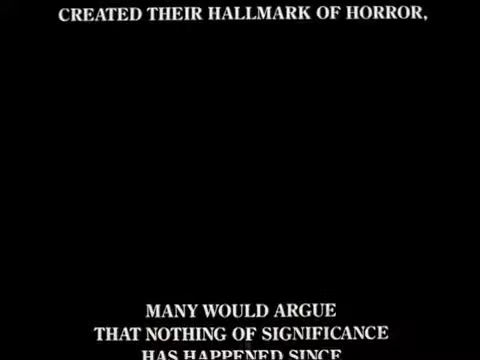 CREATED THEIR HALLMARK OF HORROR,
MANY WOULD ARGUE
THAT NOTHING OF SIGNIFICANCE
HAS HAPPENED SINCE